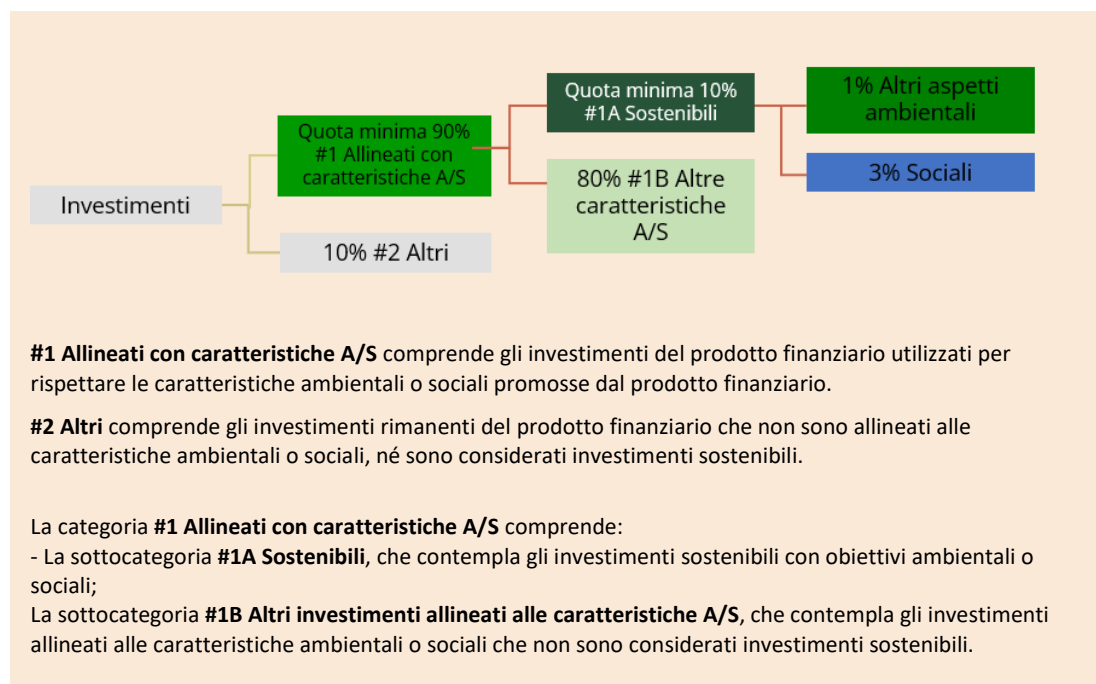 Investimenti
Quota minima 90%
#1 Allineati con
caratteristiche A/S
10% #2 Altri
Quota minima 10%
#1A Sostenibili
80% #1B Altre
caratteristiche
A/S
1% Altri aspetti
ambientali
3% Sociali
#1 Allineati con caratteristiche A/S comprende gli investimenti del prodotto finanziario utilizzati per
rispettare le caratteristiche ambientali o sociali promosse dal prodotto finanziario.
#2 Altri comprende gli investimenti rimanenti del prodotto finanziario che non sono allineati alle
caratteristiche ambientali o sociali, né sono considerati investimenti sostenibili.
La categoria #1 Allineati con caratteristiche A/S comprende:
- La sottocategoria #1A Sostenibili, che contempla gli investimenti sostenibili con obiettivi ambientali o
sociali;
La sottocategoria #1B Altri investimenti allineati alle caratteristiche A/S, che contempla gli investimenti
allineati alle caratteristiche ambientali o sociali che non sono considerati investimenti sostenibili.